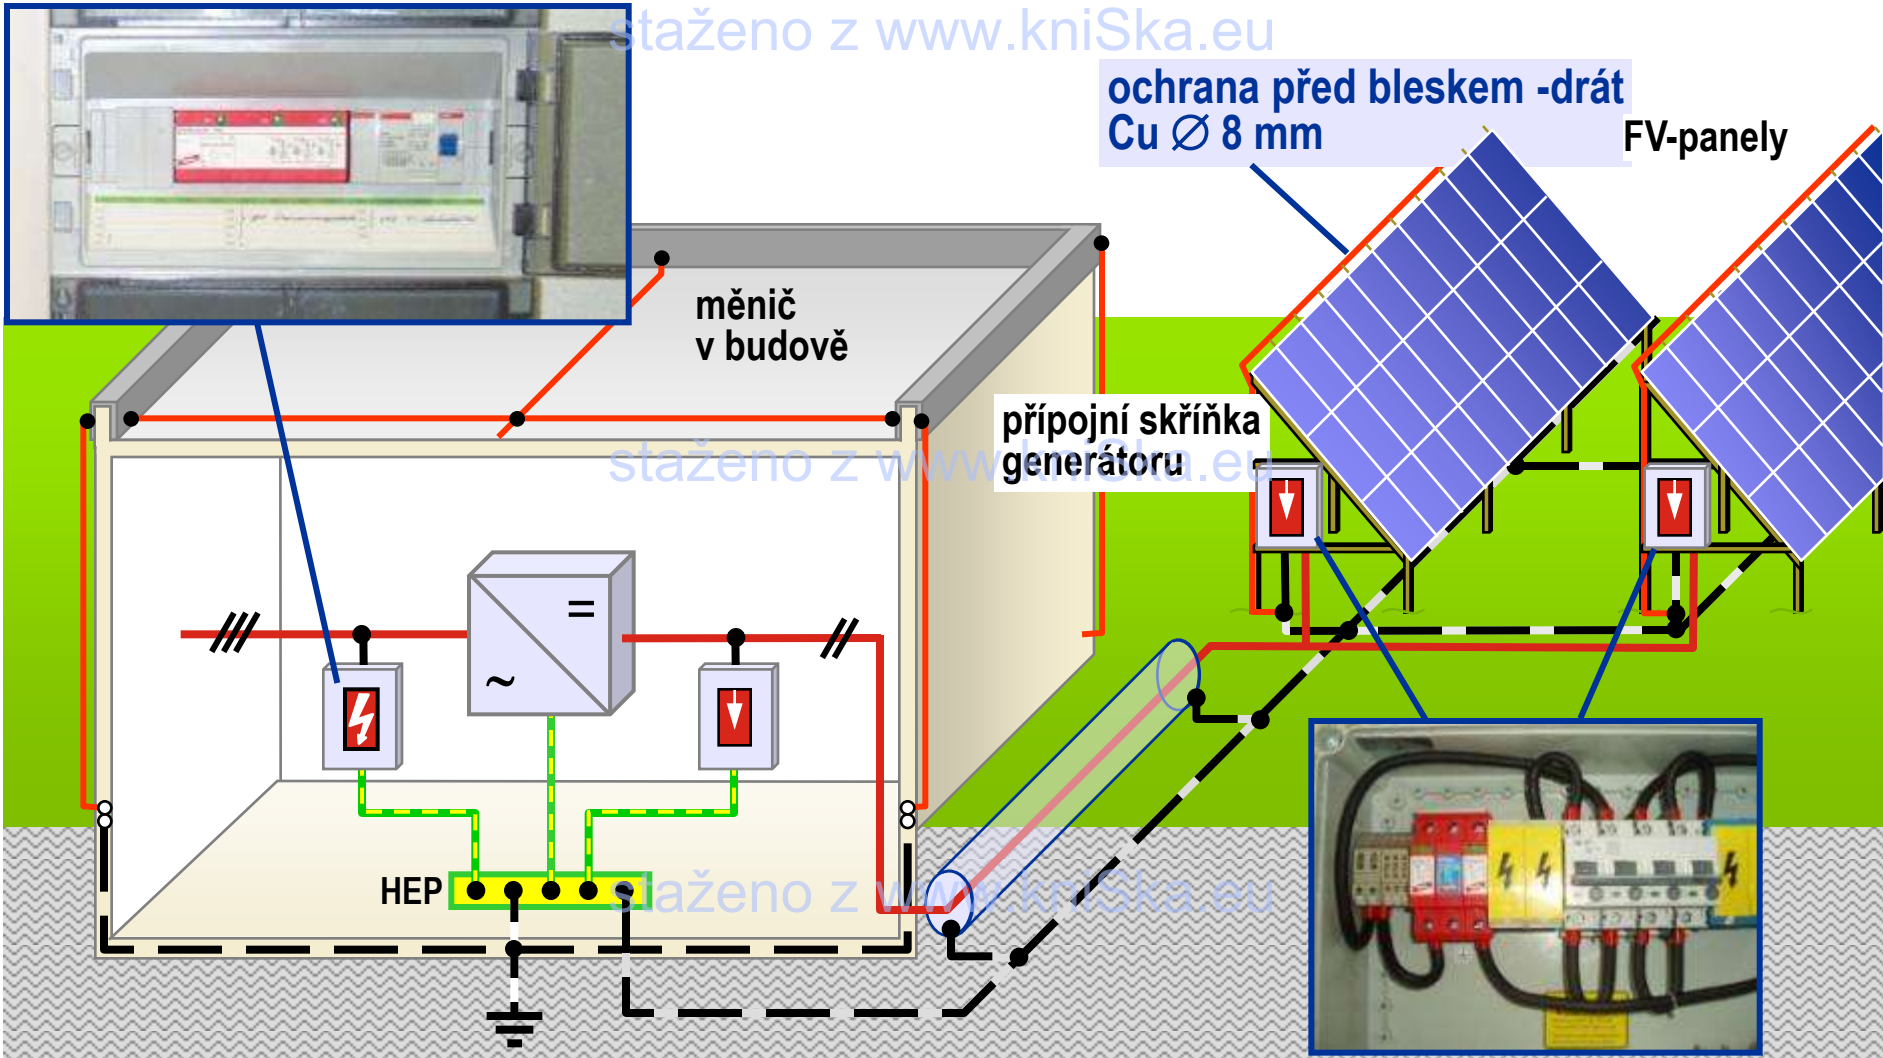 staženo z www.kniSka.eu
ochrana před bleskem -drát
Cu ∅ 8 mm
FV-panely
měnič
v budově
přípojní skříňka
generátoru
staženo z www.kniSka.eu
=
~
HEP
staženo z www.kniSka.eu